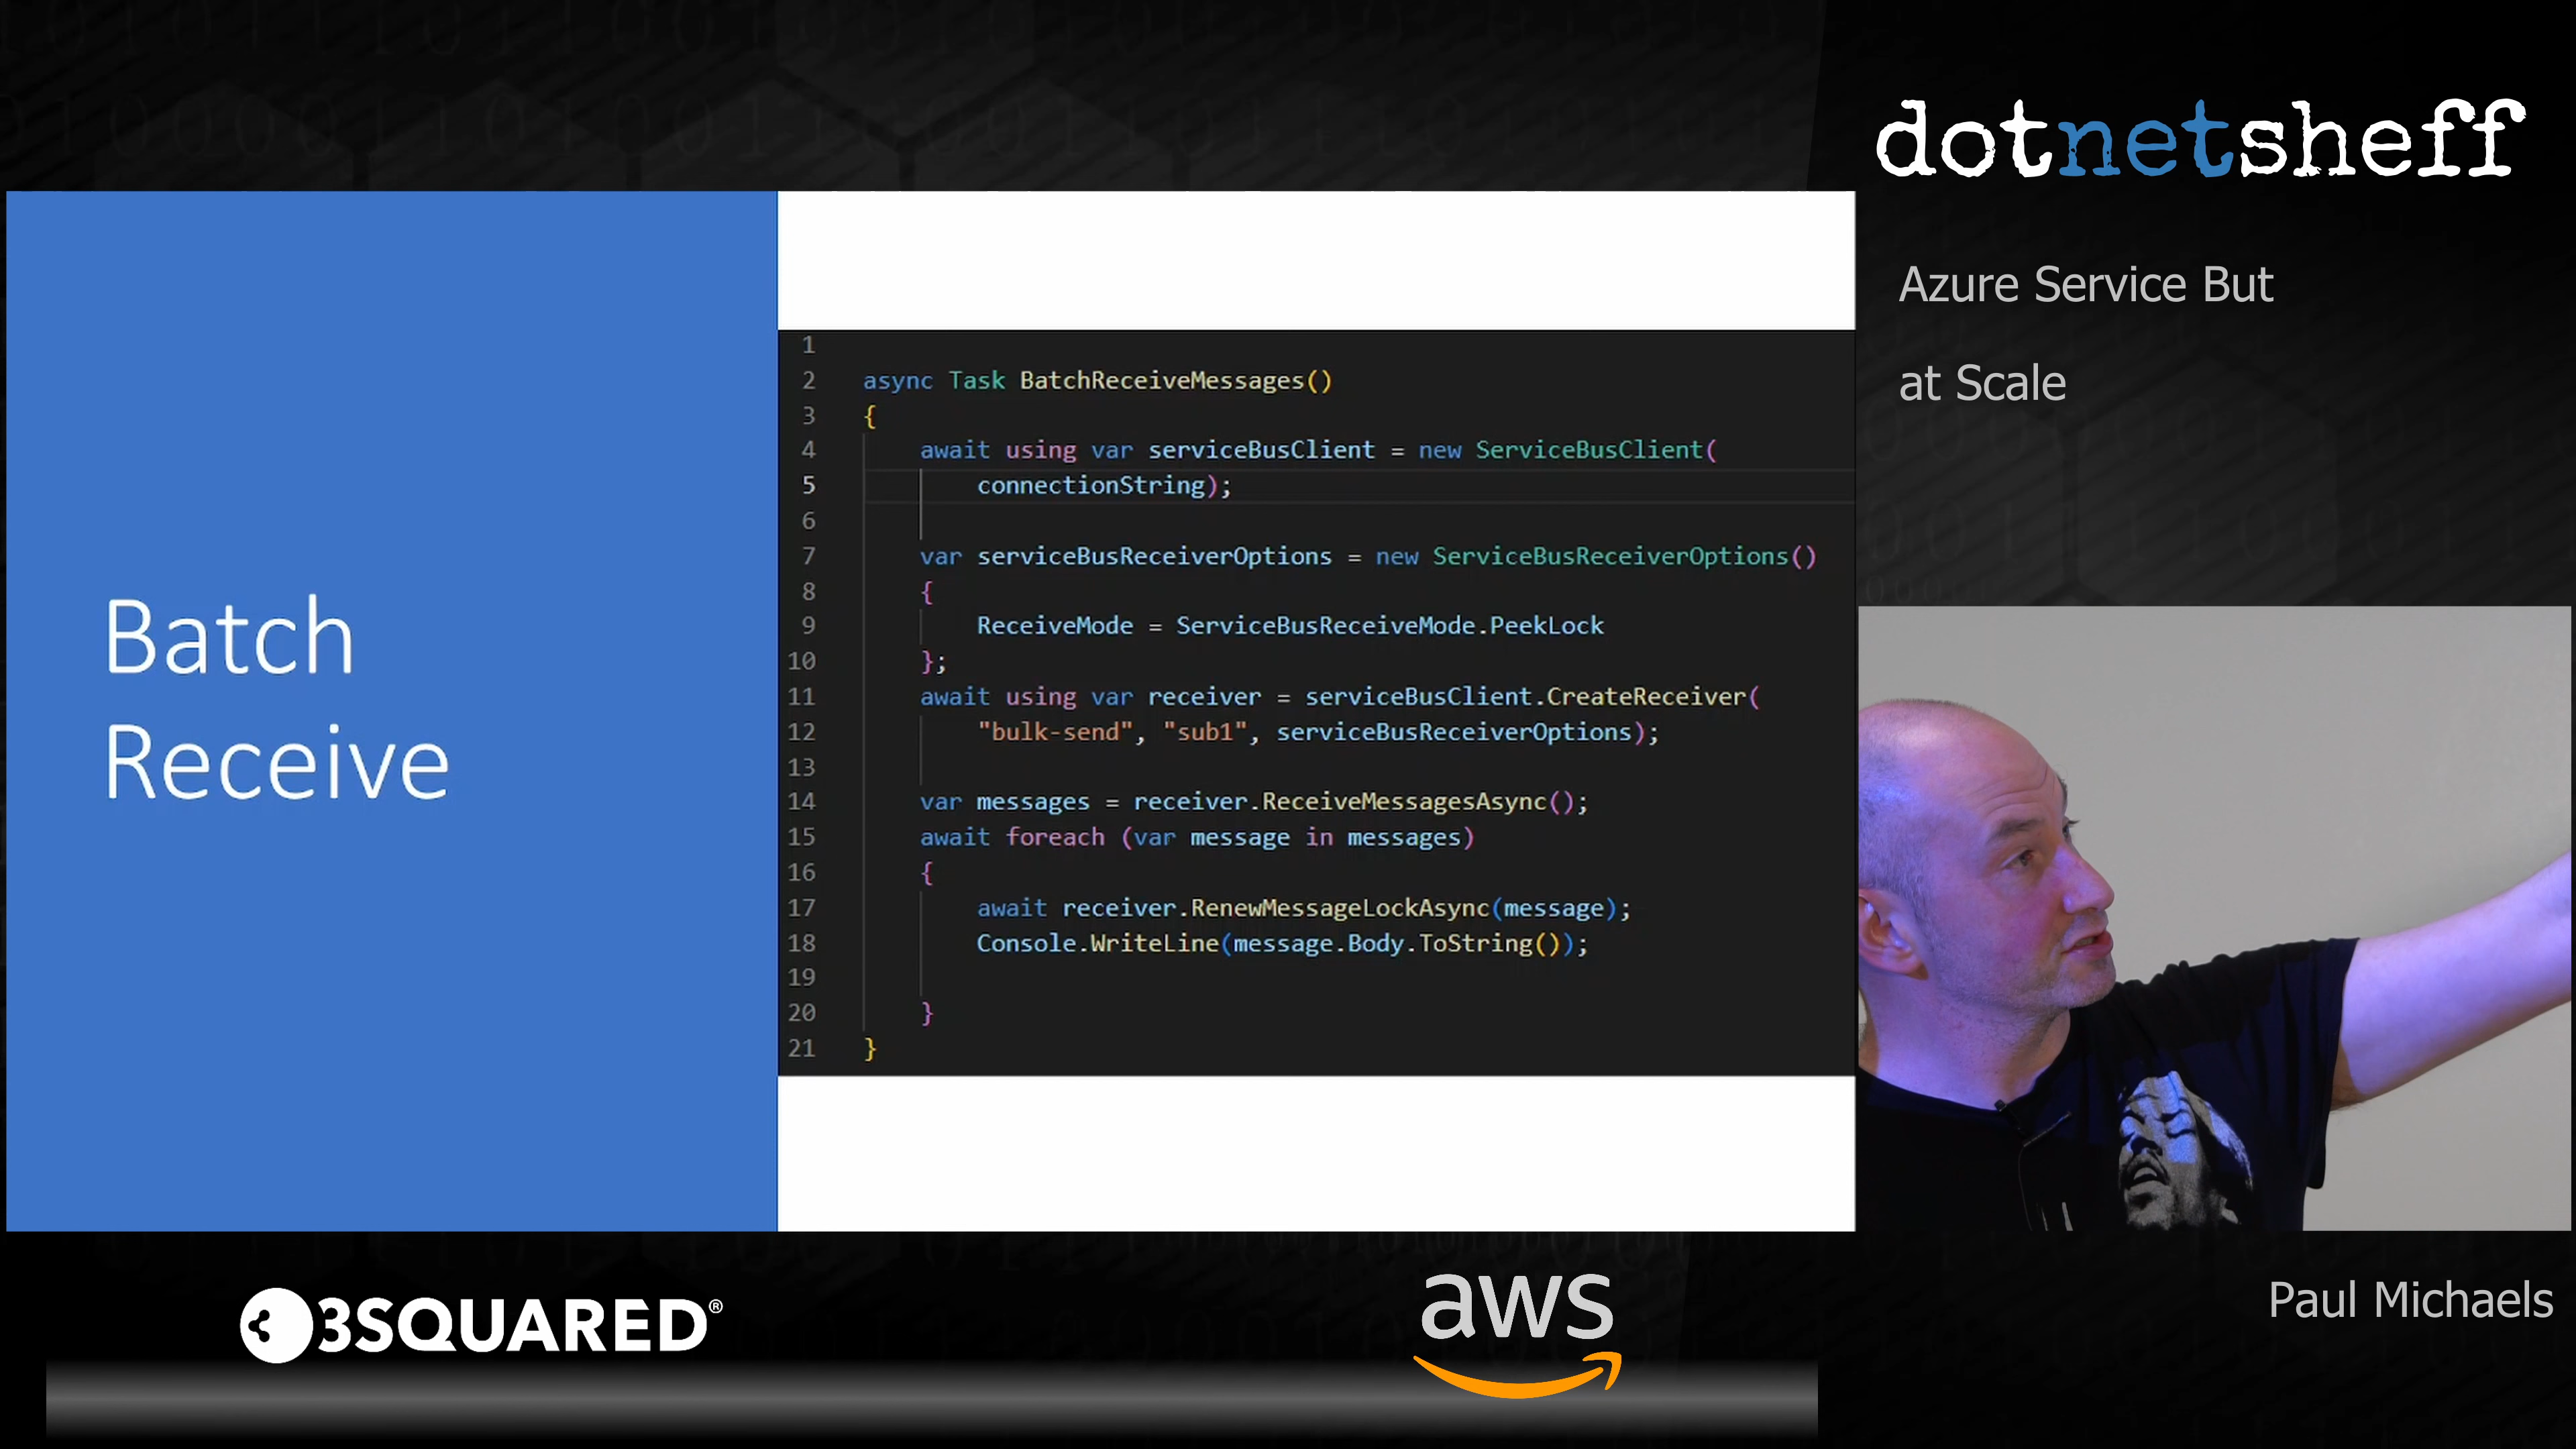 dotnetsheff
Azure Service But
at Scale
Batch
Receive
1
2 async Task BatchReceiveMessages()
3 {
4 await using var serviceBusClient = new ServiceBusClient(
5 connectionString);
6
7 var serviceBusReceiverOptions = new ServiceBusReceiverOptions()
8 {
9 ReceiveMode = ServiceBusReceiveMode.PeekLock
10 };
11 await using var receiver = serviceBusClient.CreateReceiver(
12 "bulk-send", "sub1", serviceBusReceiverOptions);
13
14 var messages = receiver.ReceiveMessagesAsync();
15 await foreach (var message in messages)
16 {
17 await receiver.RenewMessageLockAsync(message);
18 Console.WriteLine(message.Body.ToString());
19
20 }
21 }
3SQUARED®
aws
Paul Michaels